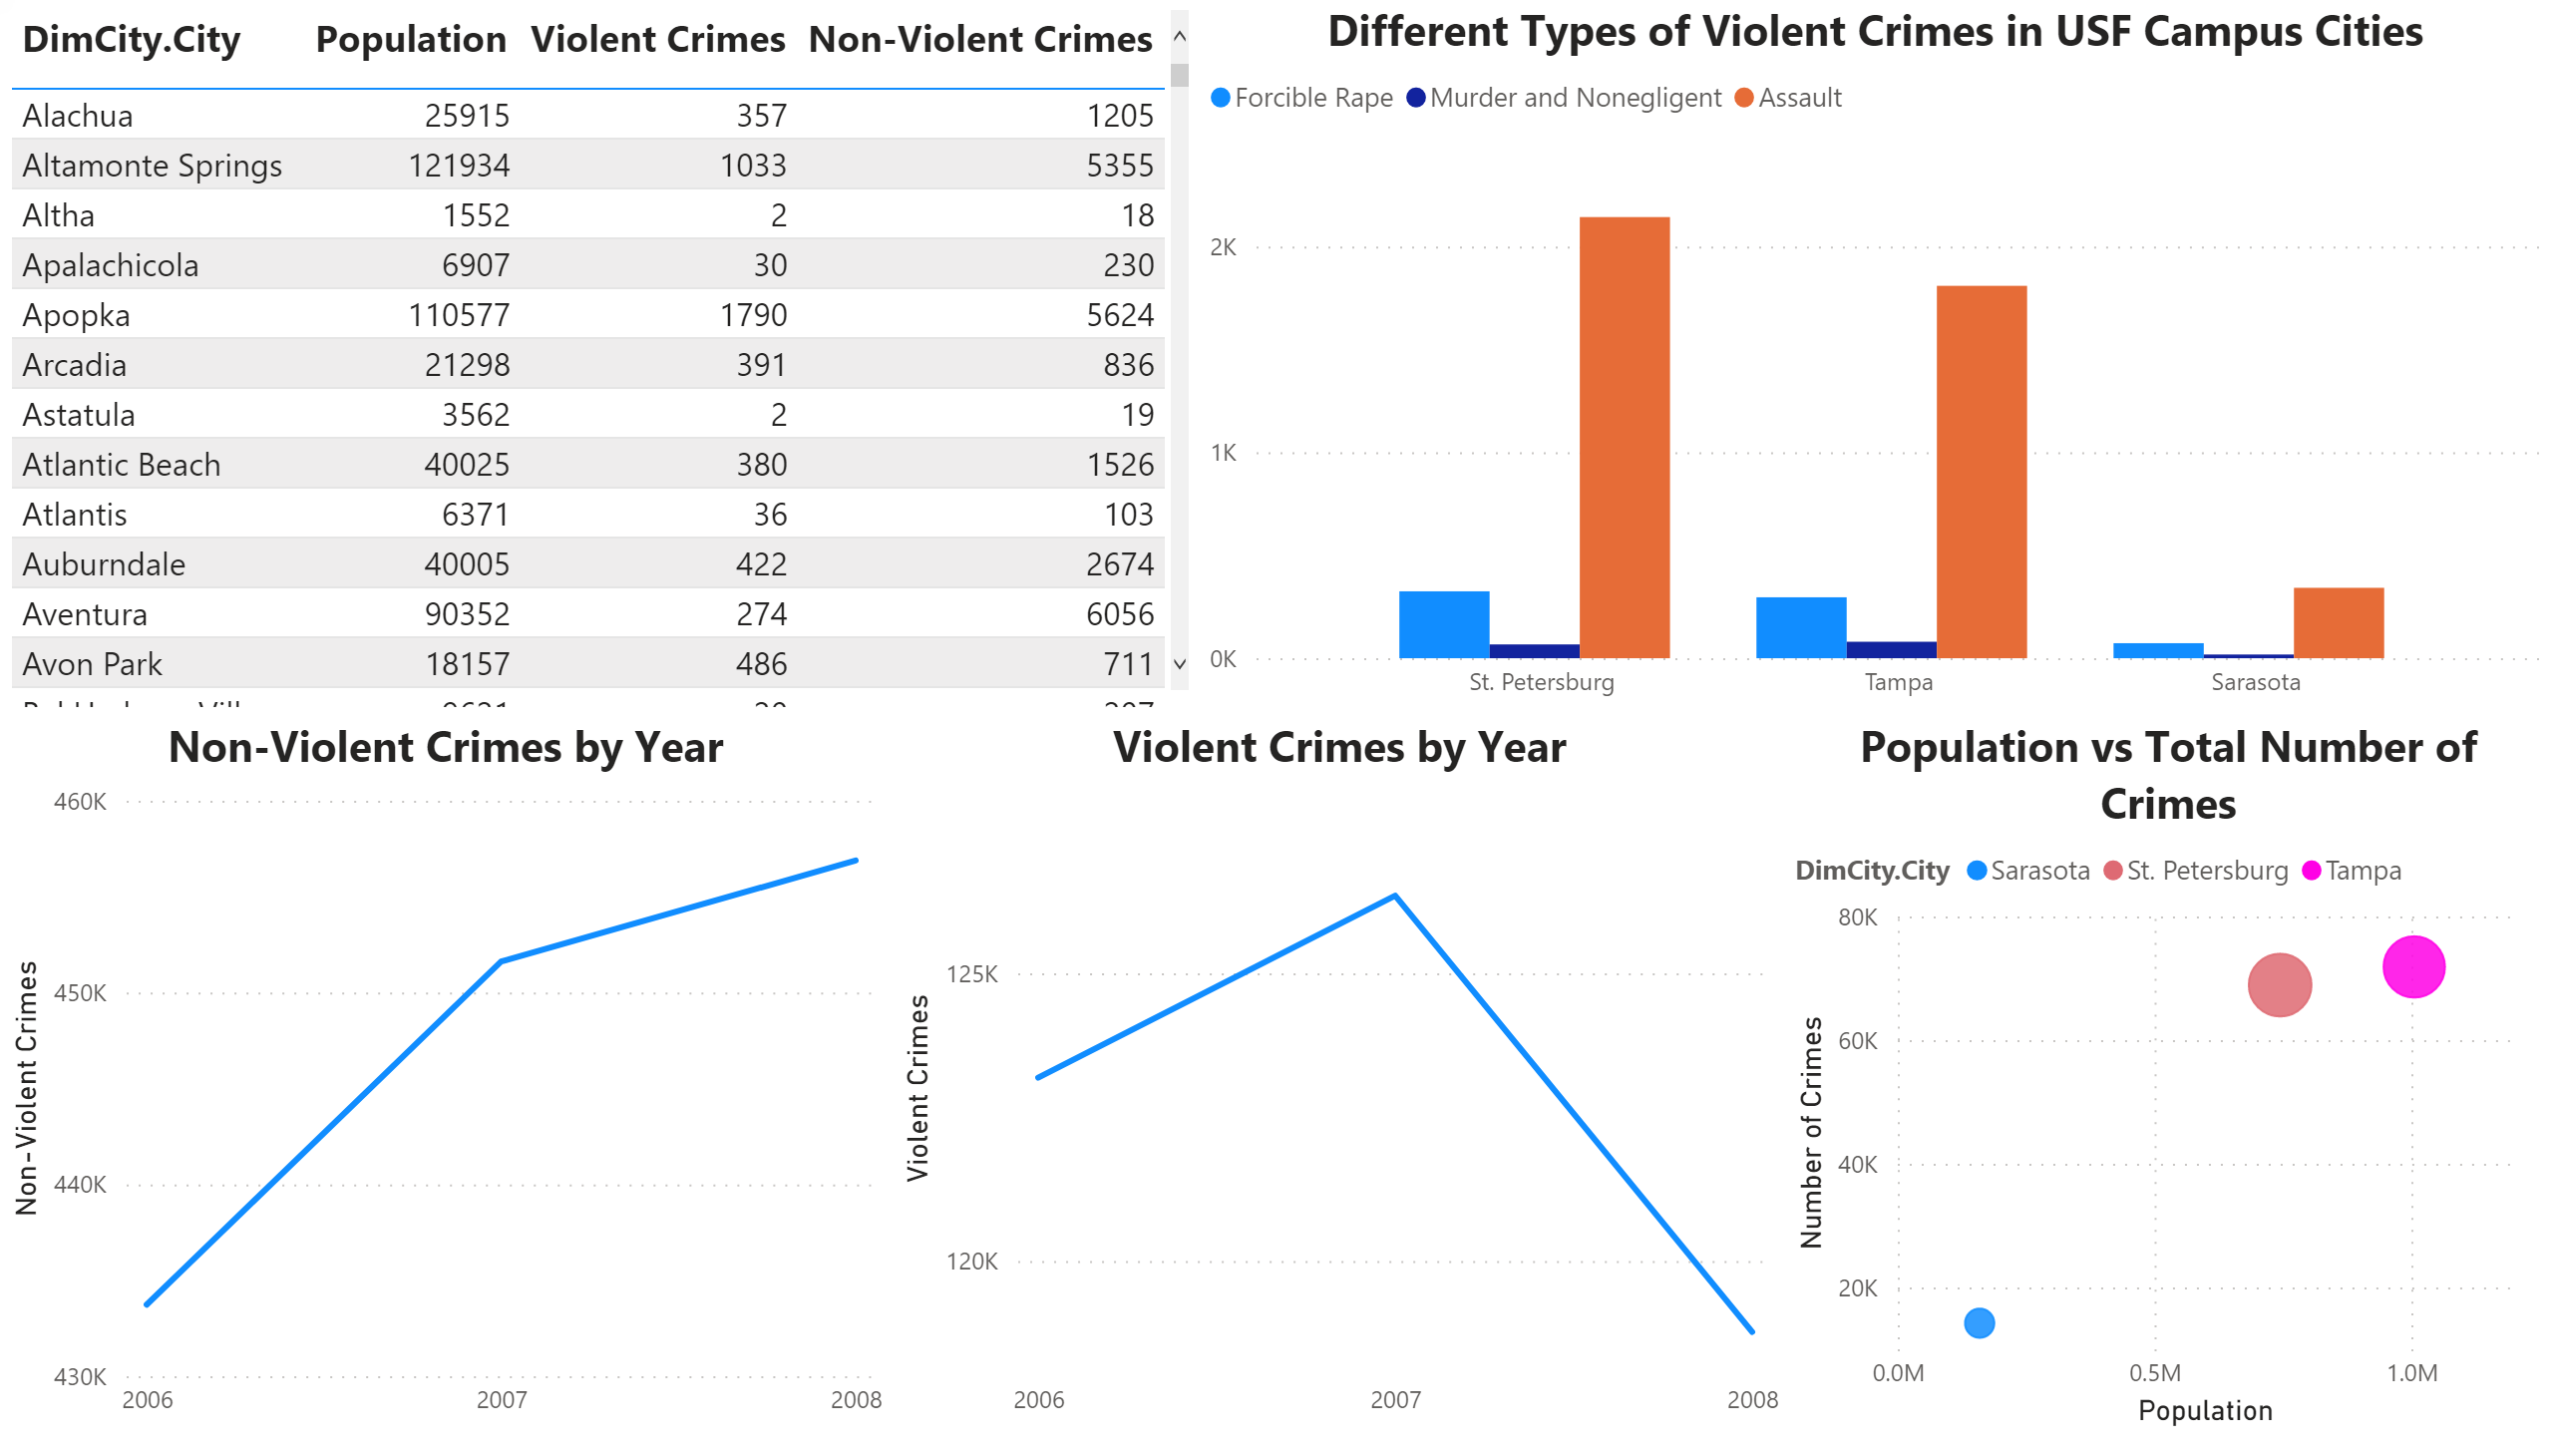 DimCity.City Population Violent Crimes Non-Violent Crimes
Alachua 25915 357 1205
Altamonte Springs 121934 1033 5355
Altha 1552 2 18
Apalachicola 6907 30 230
Apopka 110577 1790 5624
Arcadia 21298 391 836
Astatula 3562 2 19
Atlantic Beach 40025 380 1526
Atlantis 6371 36 103
Auburndale 40005 422 2674
Aventura 90352 274 6056
Avon Park 18157 486 711
Different Types of Violent Crimes in USF Campus Cities
Forcible Rape Murder and Nonegligent Assault
2K
1K
0K
St. Petersburg Tampa Sarasota
Non-Violent Crimes by Year
Non-Violent Crimes
460K
450K
440K
430K
2006 2007 2008
Violent Crimes by Year
Violent Crimes
125K
120K
2006 2007 2008
Population vs Total Number of
Crimes
DimCity.City Sarasota St. Petersburg Tampa
Number of Crimes
80K
60K
40K
20K
0.0M 0.5M 1.0M
Population